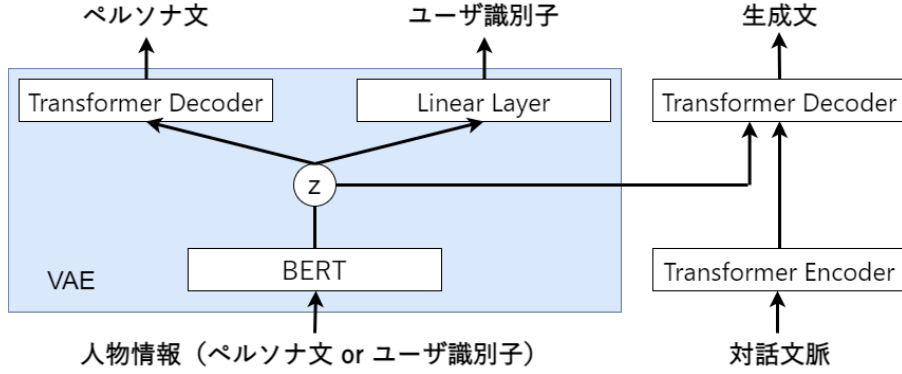 ペルソナ文
ユーザ識別子
生成文
Transformer Decoder
Linear Layer
Transformer Decoder
z
BERT
VAE
Transformer Encoder
人物情報（ペルソナ文 or ユーザ識別子）
対話文脈